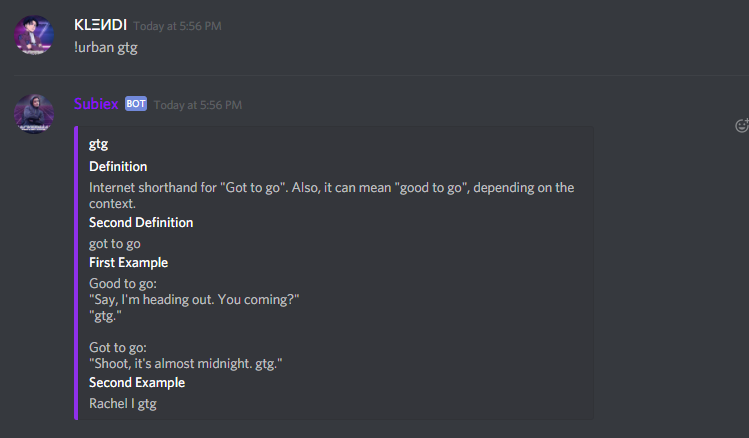 KLΞИDI Today at 5:56 PM
!urban gtg
Subiex BOT Today at 5:56 PM
gtg
Definition
Internet shorthand for "Got to go". Also, it can mean "good to go", depending on the
context.
Second Definition
got to go
First Example
Good to go:
"Say, I'm heading out. You coming?"
"gtg."
Got to go:
"Shoot, it's almost midnight. gtg."
Second Example
Rachel I gtg